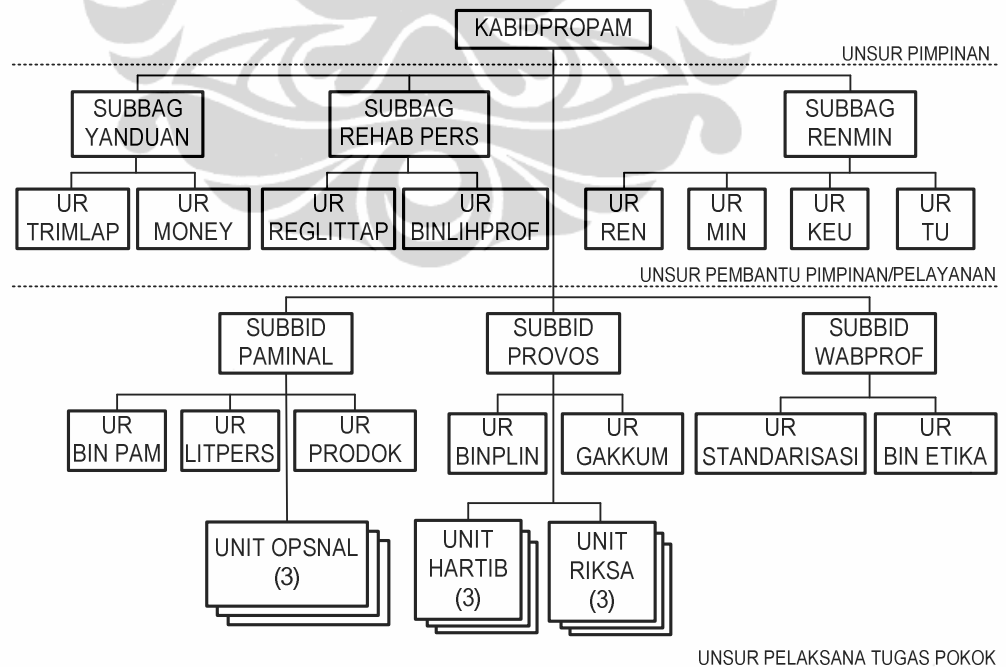 KABIDPROPAM
UNSUR PIMPINAN
SUBBAG
YANDUAN
SUBBAG
REHAB PERS
SUBBAG
RENMIN
UR
TRIMLAP
UR
MONEY
UR
REGLITTAP
UR
BINLIHPROF
UR
REN
UR
MIN
UR
KEU
UR
TU
UNSUR PEMBANTU PIMPINAN/PELAYANAN
SUBBID
PAMINAL
SUBBID
PROVOS
SUBBID
WABPROF
UR
BIN PAM
UR
LITPERS
UR
PRODOK
UR
BINPLIN
UR
GAKKUM
UR
STANDARISASI
UR
BIN ETIKA
UNIT OPSNAL
(3)
UNIT
HARTIB
(3)
UNIT
RIKSA
(3)
UNSUR PELAKSANA TUGAS POKOK